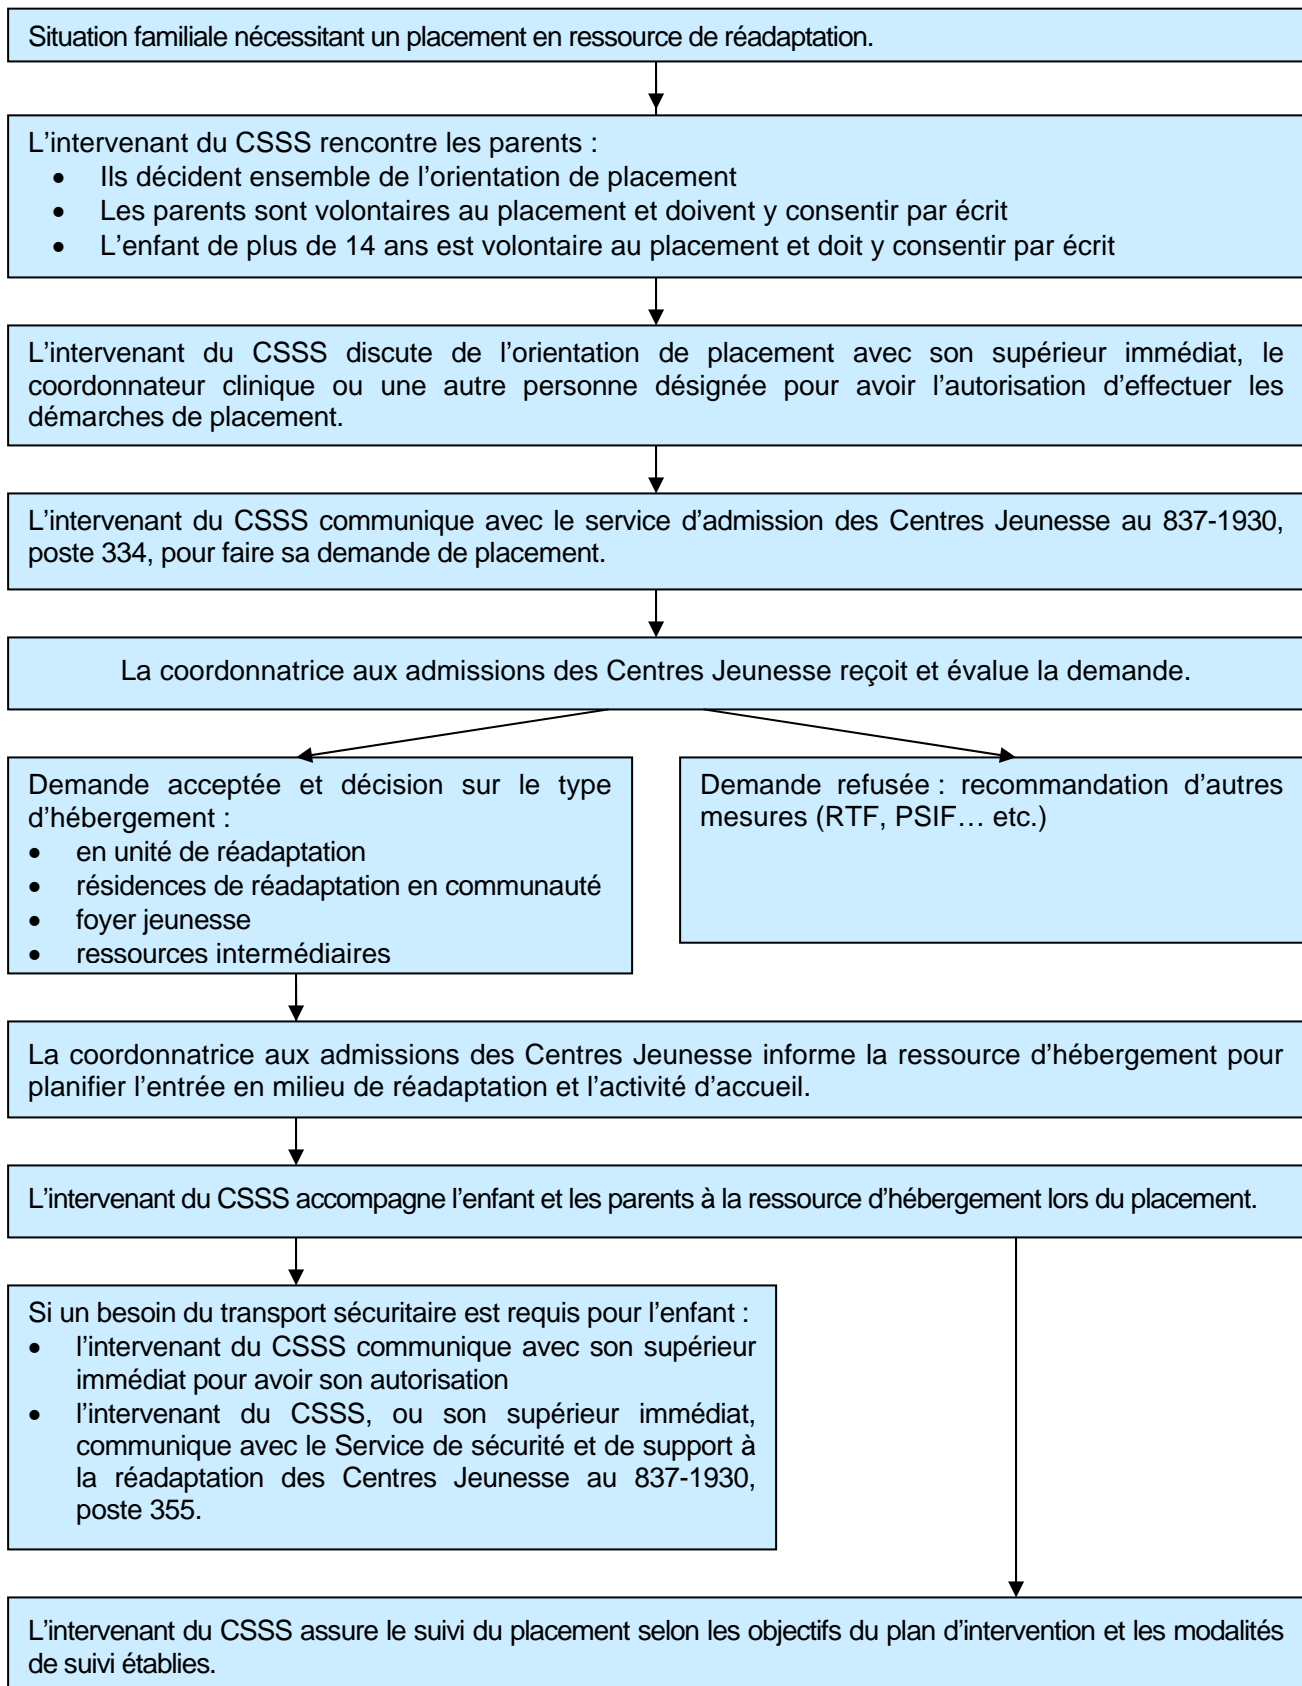 Situation familiale nécessitant un placement en ressource de réadaptation.
L'intervenant du CSSS rencontre les parents :
• Ils décident ensemble de l'orientation de placement
• Les parents sont volontaires au placement et doivent y consentir par écrit
• L'enfant de plus de 14 ans est volontaire au placement et doit y consentir par écrit
L'intervenant du CSSS discute de l'orientation de placement avec son supérieur immédiat, le
coordonnateur clinique ou une autre personne désignée pour avoir l'autorisation d'effectuer les
démarches de placement.
L'intervenant du CSSS communique avec le service d'admission des Centres Jeunesse au 837-1930,
poste 334, pour faire sa demande de placement.
La coordonnatrice aux admissions des Centres Jeunesse reçoit et évalue la demande.
Demande acceptée et décision sur le type
d'hébergement :
• en unité de réadaptation
• résidences de réadaptation en communauté
• foyer jeunesse
• ressources intermédiaires
Demande refusée : recommandation d'autres
mesures (RTF, PSIF… etc.)
La coordonnatrice aux admissions des Centres Jeunesse informe la ressource d'hébergement pour
planifier l'entrée en milieu de réadaptation et l'activité d'accueil.
L'intervenant du CSSS accompagne l'enfant et les parents à la ressource d'hébergement lors du placement.
Si un besoin du transport sécuritaire est requis pour l'enfant :
• l'intervenant du CSSS communique avec son supérieur
immédiat pour avoir son autorisation
• l'intervenant du CSSS, ou son supérieur immédiat,
communique avec le Service de sécurité et de support à
la réadaptation des Centres Jeunesse au 837-1930,
poste 355.
L'intervenant du CSSS assure le suivi du placement selon les objectifs du plan d'intervention et les modalités
de suivi établies.